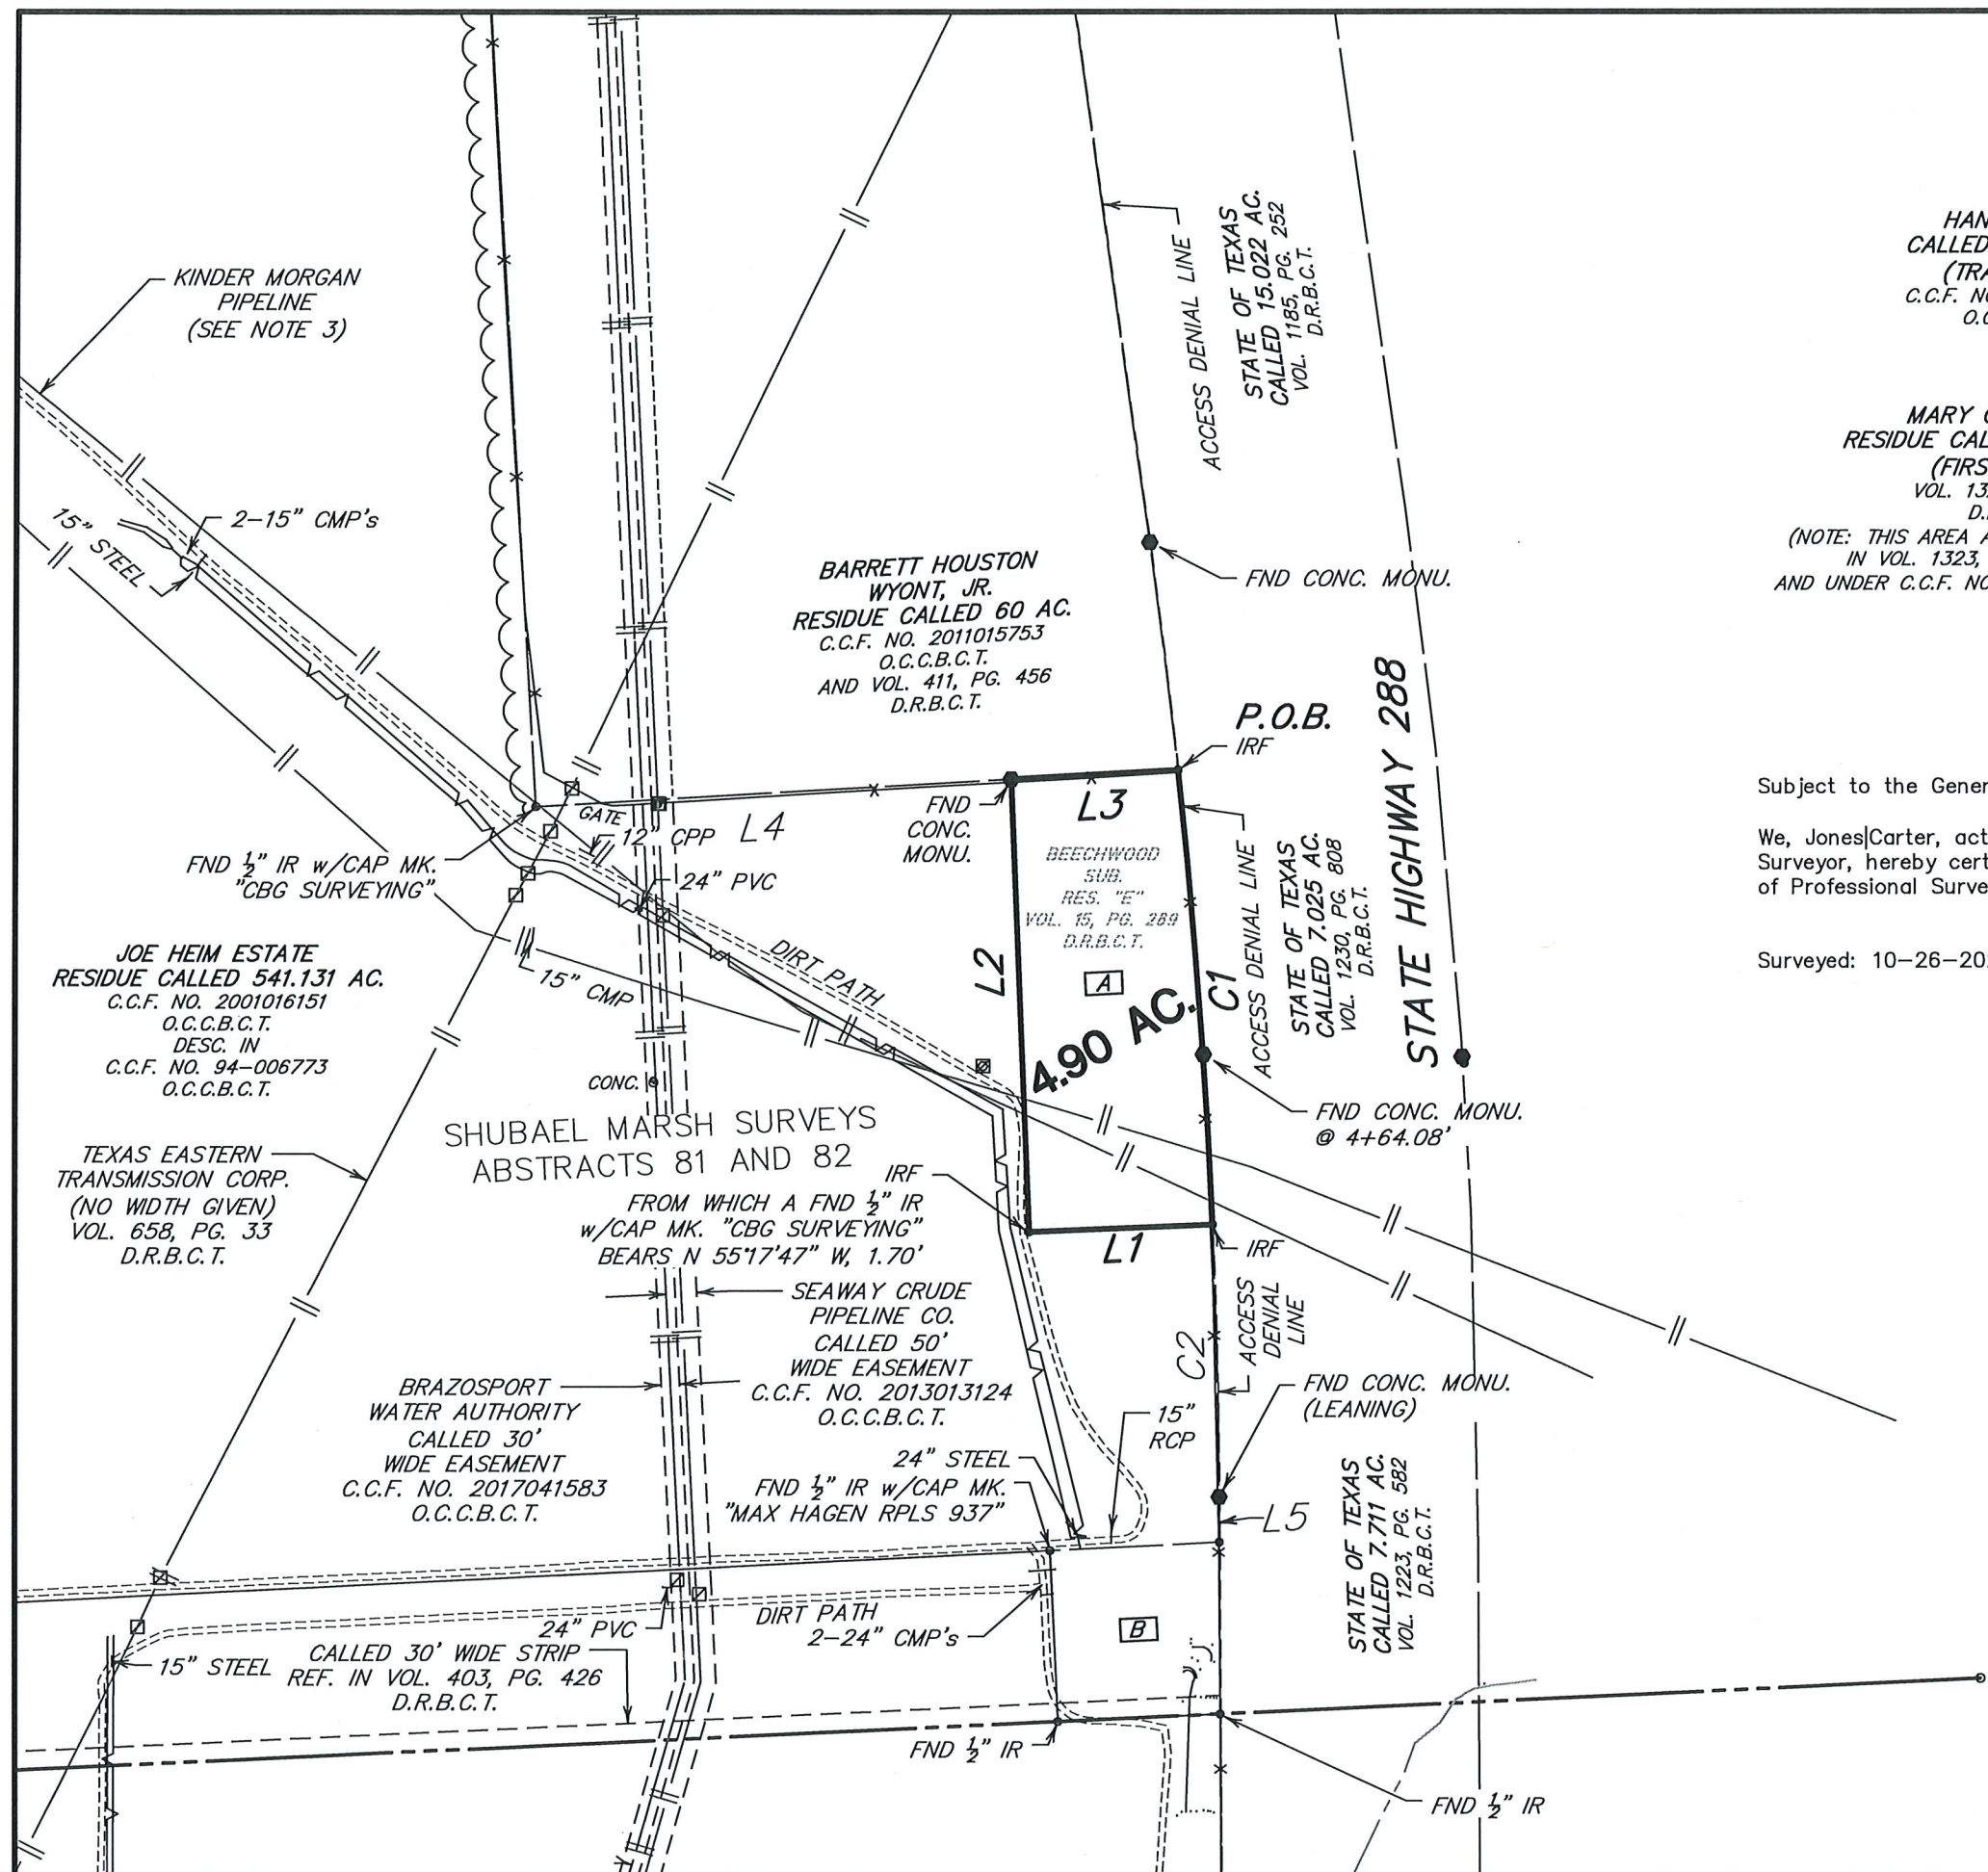 KINDER MORGAN
PIPELINE
(SEE NOTE 3)
2-15" CMP's
15" STEEL
ACCESS DENIAL LINE
STATE OF TEXAS
CALLED 15.022 AC.
VOL. 1185, PG. 252
D.R.B.C.T.
CALLED
C.C.F.
MARY
VOL.
(NOTE: THIS AREA
IN VOL. 1323,
AND UNDER C.C.F.
BARRETT HOUSTON
WYONT, JR.
RESIDUE CALLED 60 AC.
C.C.F. NO. 2011015753
O.C.C.B.C.T.
AND VOL. 411, PG. 456
D.R.B.C.T.
FND CONC. MONU.
STATE HIGHWAY 288
P.O.B.
IRF
L3
FND
CONC.
MONU.
GATE
12" CPP
L4
24" PVC
FND ½" IR w/CAP MK.
"CBG SURVEYING"
BEECHWOOD
SUB.
RES. "E"
VOL. 15, PG. 289
D.R.B.C.T.
A
4.90 AC.
L2
C1
ACCESS DENIAL LINE
STATE OF TEXAS
CALLED 7.025 AC.
VOL. 1230, PG. 808
D.R.B.C.T.
Subject to the
We, Jones|Carter,
Surveyor, hereby
of Professional
Surveyed:
JOE HEIM ESTATE
RESIDUE CALLED 541.131 AC.
C.C.F. NO. 2001016151
O.C.C.B.C.T.
DESC. IN
C.C.F. NO. 94-006773
O.C.C.B.C.T.
15" CMP
DIRT PATH
CONC.
SHUBAEL MARSH SURVEYS
ABSTRACTS 81 AND 82
FND CONC. MONU.
@ 4+64.08'
TEXAS EASTERN
TRANSMISSION CORP.
(NO WIDTH GIVEN)
VOL. 658, PG. 33
D.R.B.C.T.
IRF
FROM WHICH A FND ½" IR
w/CAP MK. "CBG SURVEYING"
BEARS N 55°17'47" W, 1.70'
L1
IRF
SEAWAY CRUDE
PIPELINE CO.
CALLED 50'
WIDE EASEMENT
C.C.F. NO. 2013013124
O.C.C.B.C.T.
BRAZOSPORT
WATER AUTHORITY
CALLED 30'
WIDE EASEMENT
C.C.F. NO. 2017041583
O.C.C.B.C.T.
C2
ACCESS
DENIAL
LINE
FND CONC. MONU.
(LEANING)
15"
RCP
24" STEEL
FND ½" IR w/CAP MK.
"MAX HAGEN RPLS 937"
L5
STATE OF TEXAS
CALLED 7.711 AC.
VOL. 1223, PG. 582
D.R.B.C.T.
24" PVC
DIRT PATH
2-24" CMP's
B
15" STEEL
CALLED 30' WIDE STRIP
REF. IN VOL. 403, PG. 426
D.R.B.C.T.
FND ½" IR
FND ½" IR